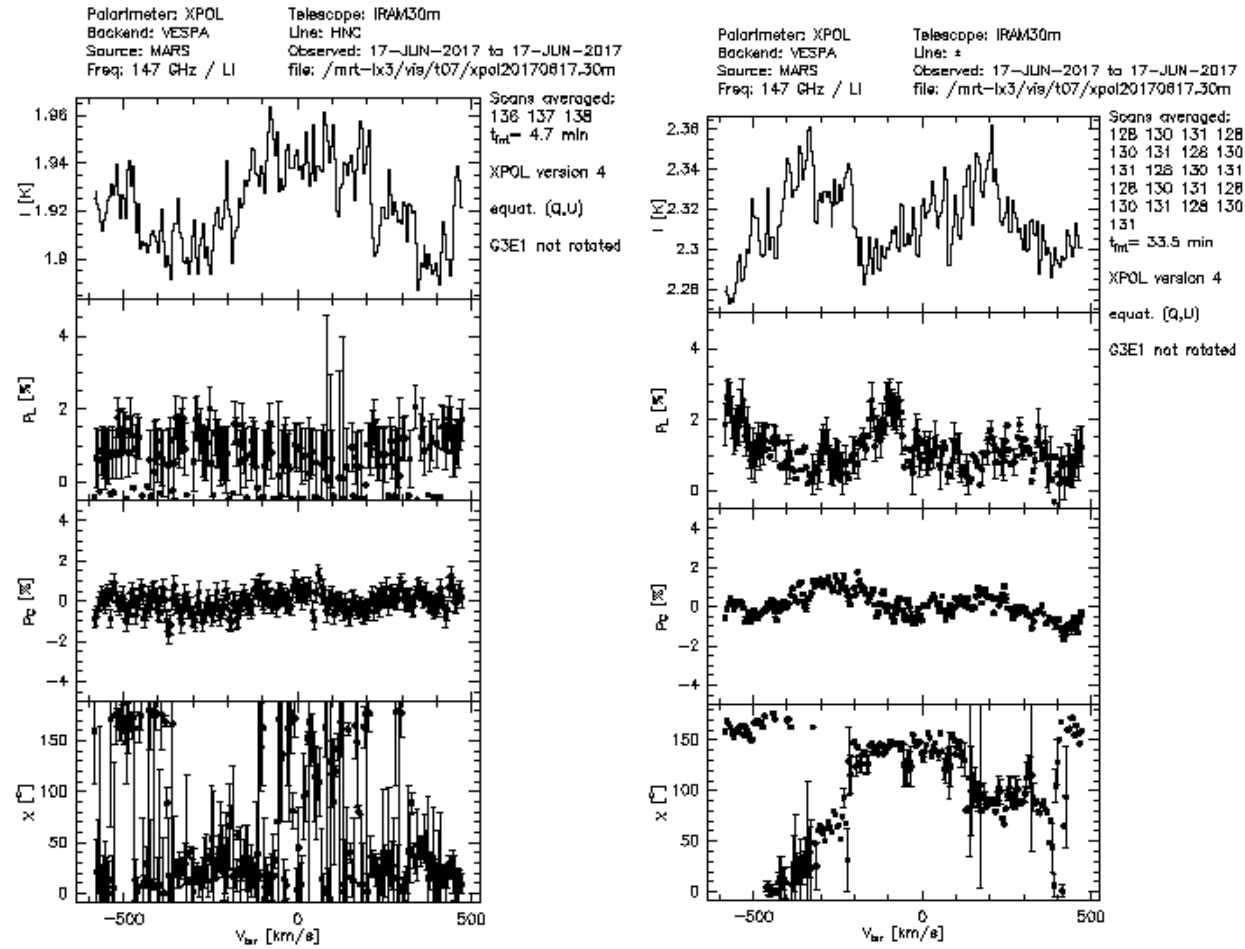 Polarimeter: XPOL
Backend: VESPA
Source: MARS
Freq: 147 GHz / LI
Telescope: IRAM30m
Line: HNC
Observed: 17-JUN-2017 to 17-JUN-2017
file: /mrt-lx3/vis/t07/xpol20170617.30m
Scans averaged:
136 137 138
t_int= 4.7 min
XPOL version 4
equat. (Q,U)
G3E1 not rotated
1.96
1.94
1.92
1.9
I [K]
4
2
0
p_L [%]
4
2
0
−2
−4
p_C [%]
150
100
50
0
χ [°]
−500
0
500
V_lsr [km/s]
Polarimeter: XPOL
Backend: VESPA
Source: MARS
Freq: 147 GHz / LI
Telescope: IRAM30m
Line: *
Observed: 17-JUN-2017 to 17-JUN-2017
file: /mrt-lx3/vis/t07/xpol20170617.30m
Scans averaged:
128 130 131 128
130 131 128 130
131 128 130 131
128 130 131 128
130 131 128 130
131
t_int= 33.5 min
XPOL version 4
equat. (Q,U)
G3E1 not rotated
2.36
2.34
2.32
2.3
2.28
I [K]
4
2
0
p_L [%]
4
2
0
−2
−4
p_C [%]
150
100
50
0
χ [°]
−500
0
500
V_lsr [km/s]